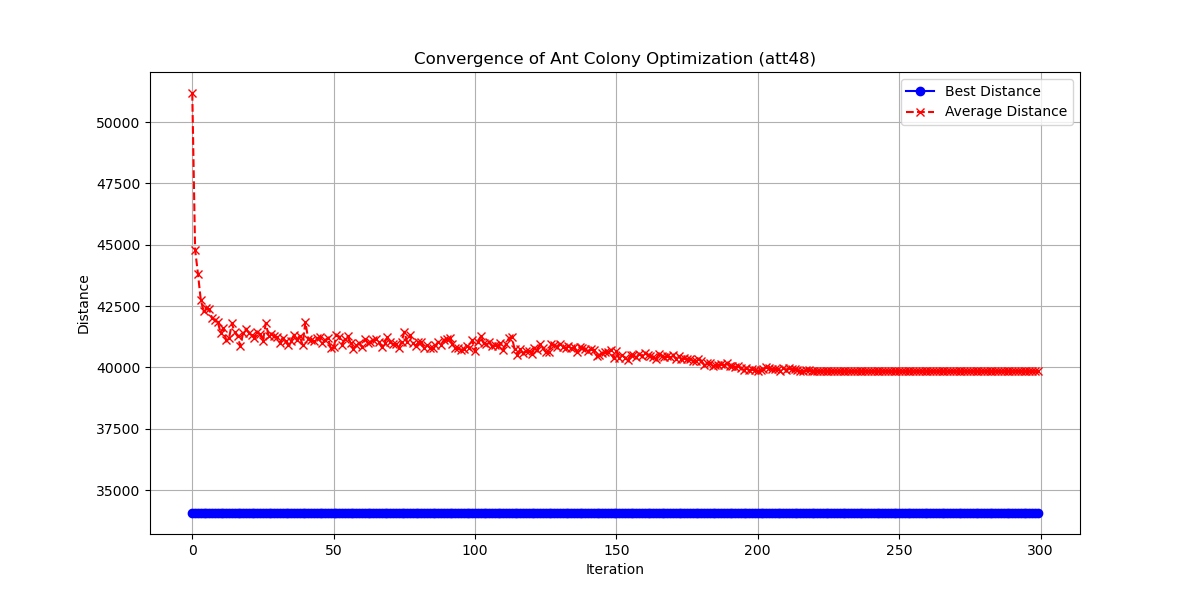 Convergence of Ant Colony Optimization (att48)
Best Distance
Average Distance
50000
47500
45000
42500
40000
37500
35000
Distance
0 50 100 150 200 250 300
Iteration